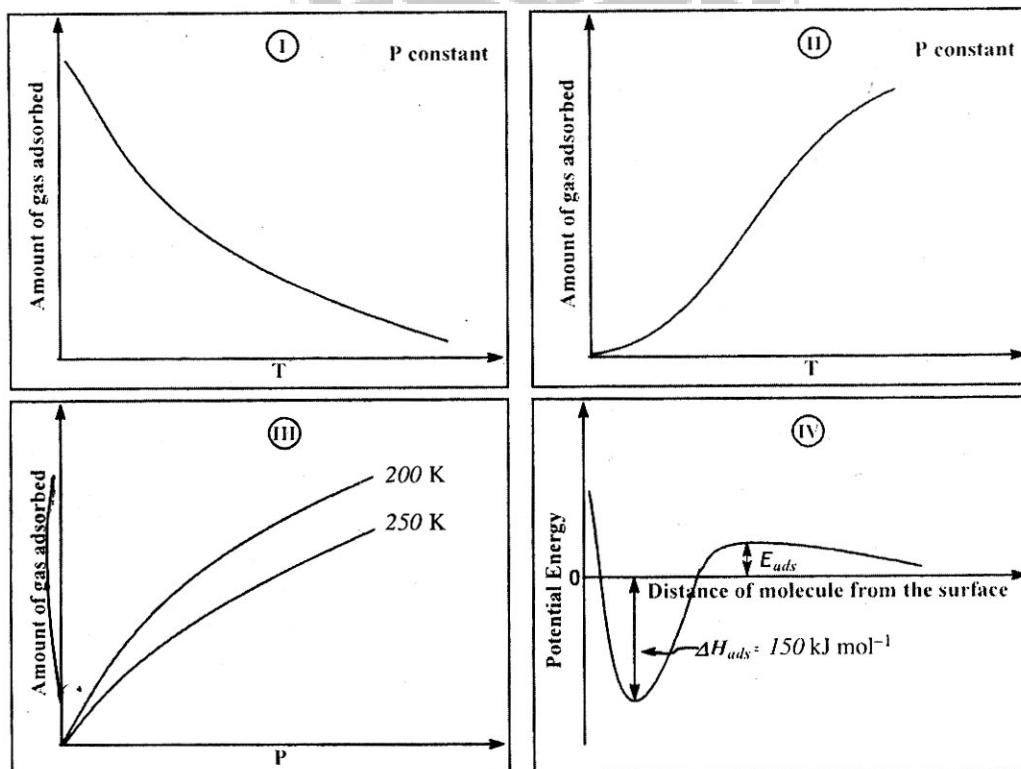 I
P constant
Amount of gas adsorbed
T
II
P constant
Amount of gas adsorbed
T
III
200 K
250 K
Amount of gas adsorbed
P
IV
Potential Energy
0
E_ads
Distance of molecule from the surface
ΔH_ads = 150 kJ mol⁻¹